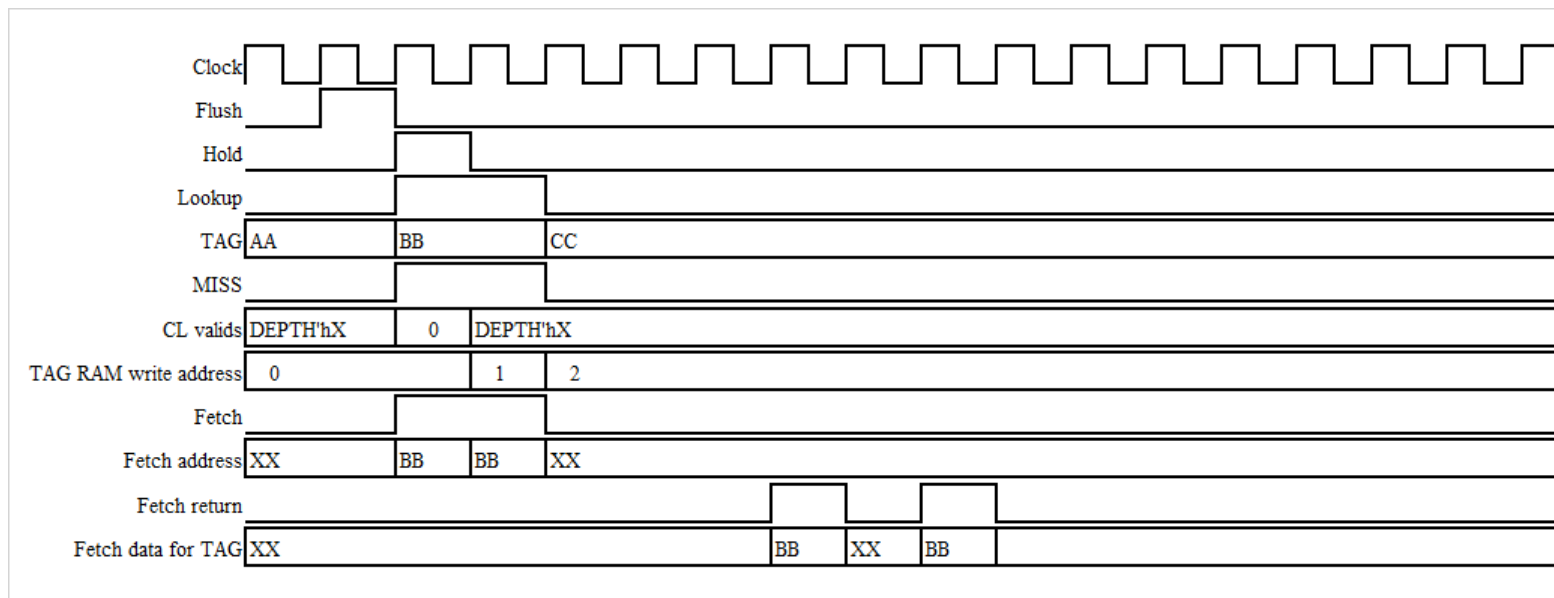 Clock
Flush
Hold
Lookup
TAG AA BB CC
MISS
CL valids DEPTH'hX 0 DEPTH'hX
TAG RAM write address 0 1 2
Fetch
Fetch address XX BB BB XX
Fetch return
Fetch data for TAG XX BB XX BB